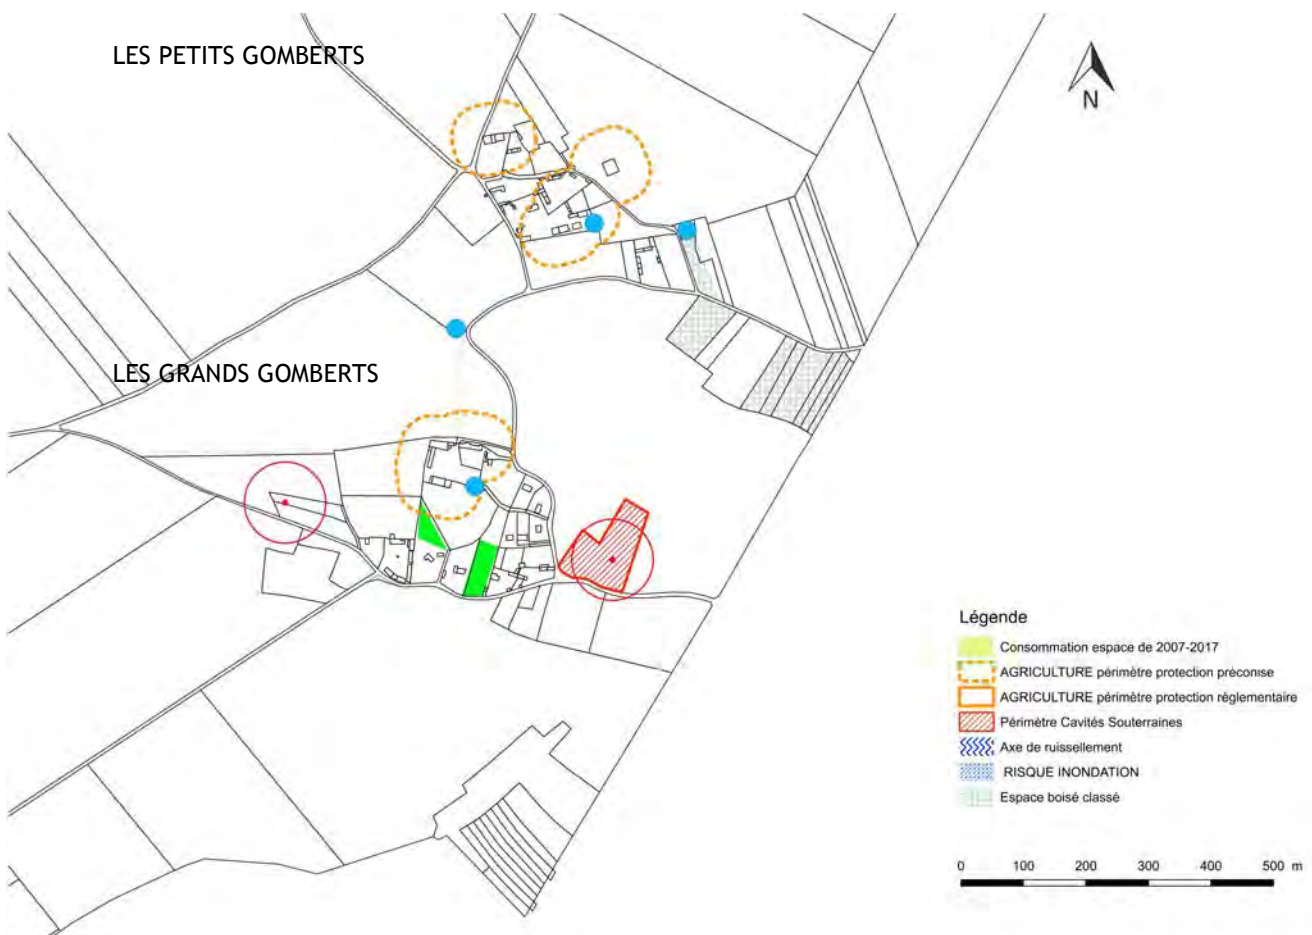 LES PETITS GOMBERTS
N
LES GRANDS GOMBERTS
Légende
Consommation espace de 2007-2017
AGRICULTURE périmètre protection préconise
AGRICULTURE périmètre protection réglementaire
Périmètre Cavités Souterraines
Axe de ruissellement
RISQUE INONDATION
Espace boisé classé
0 100 200 300 400 500 m